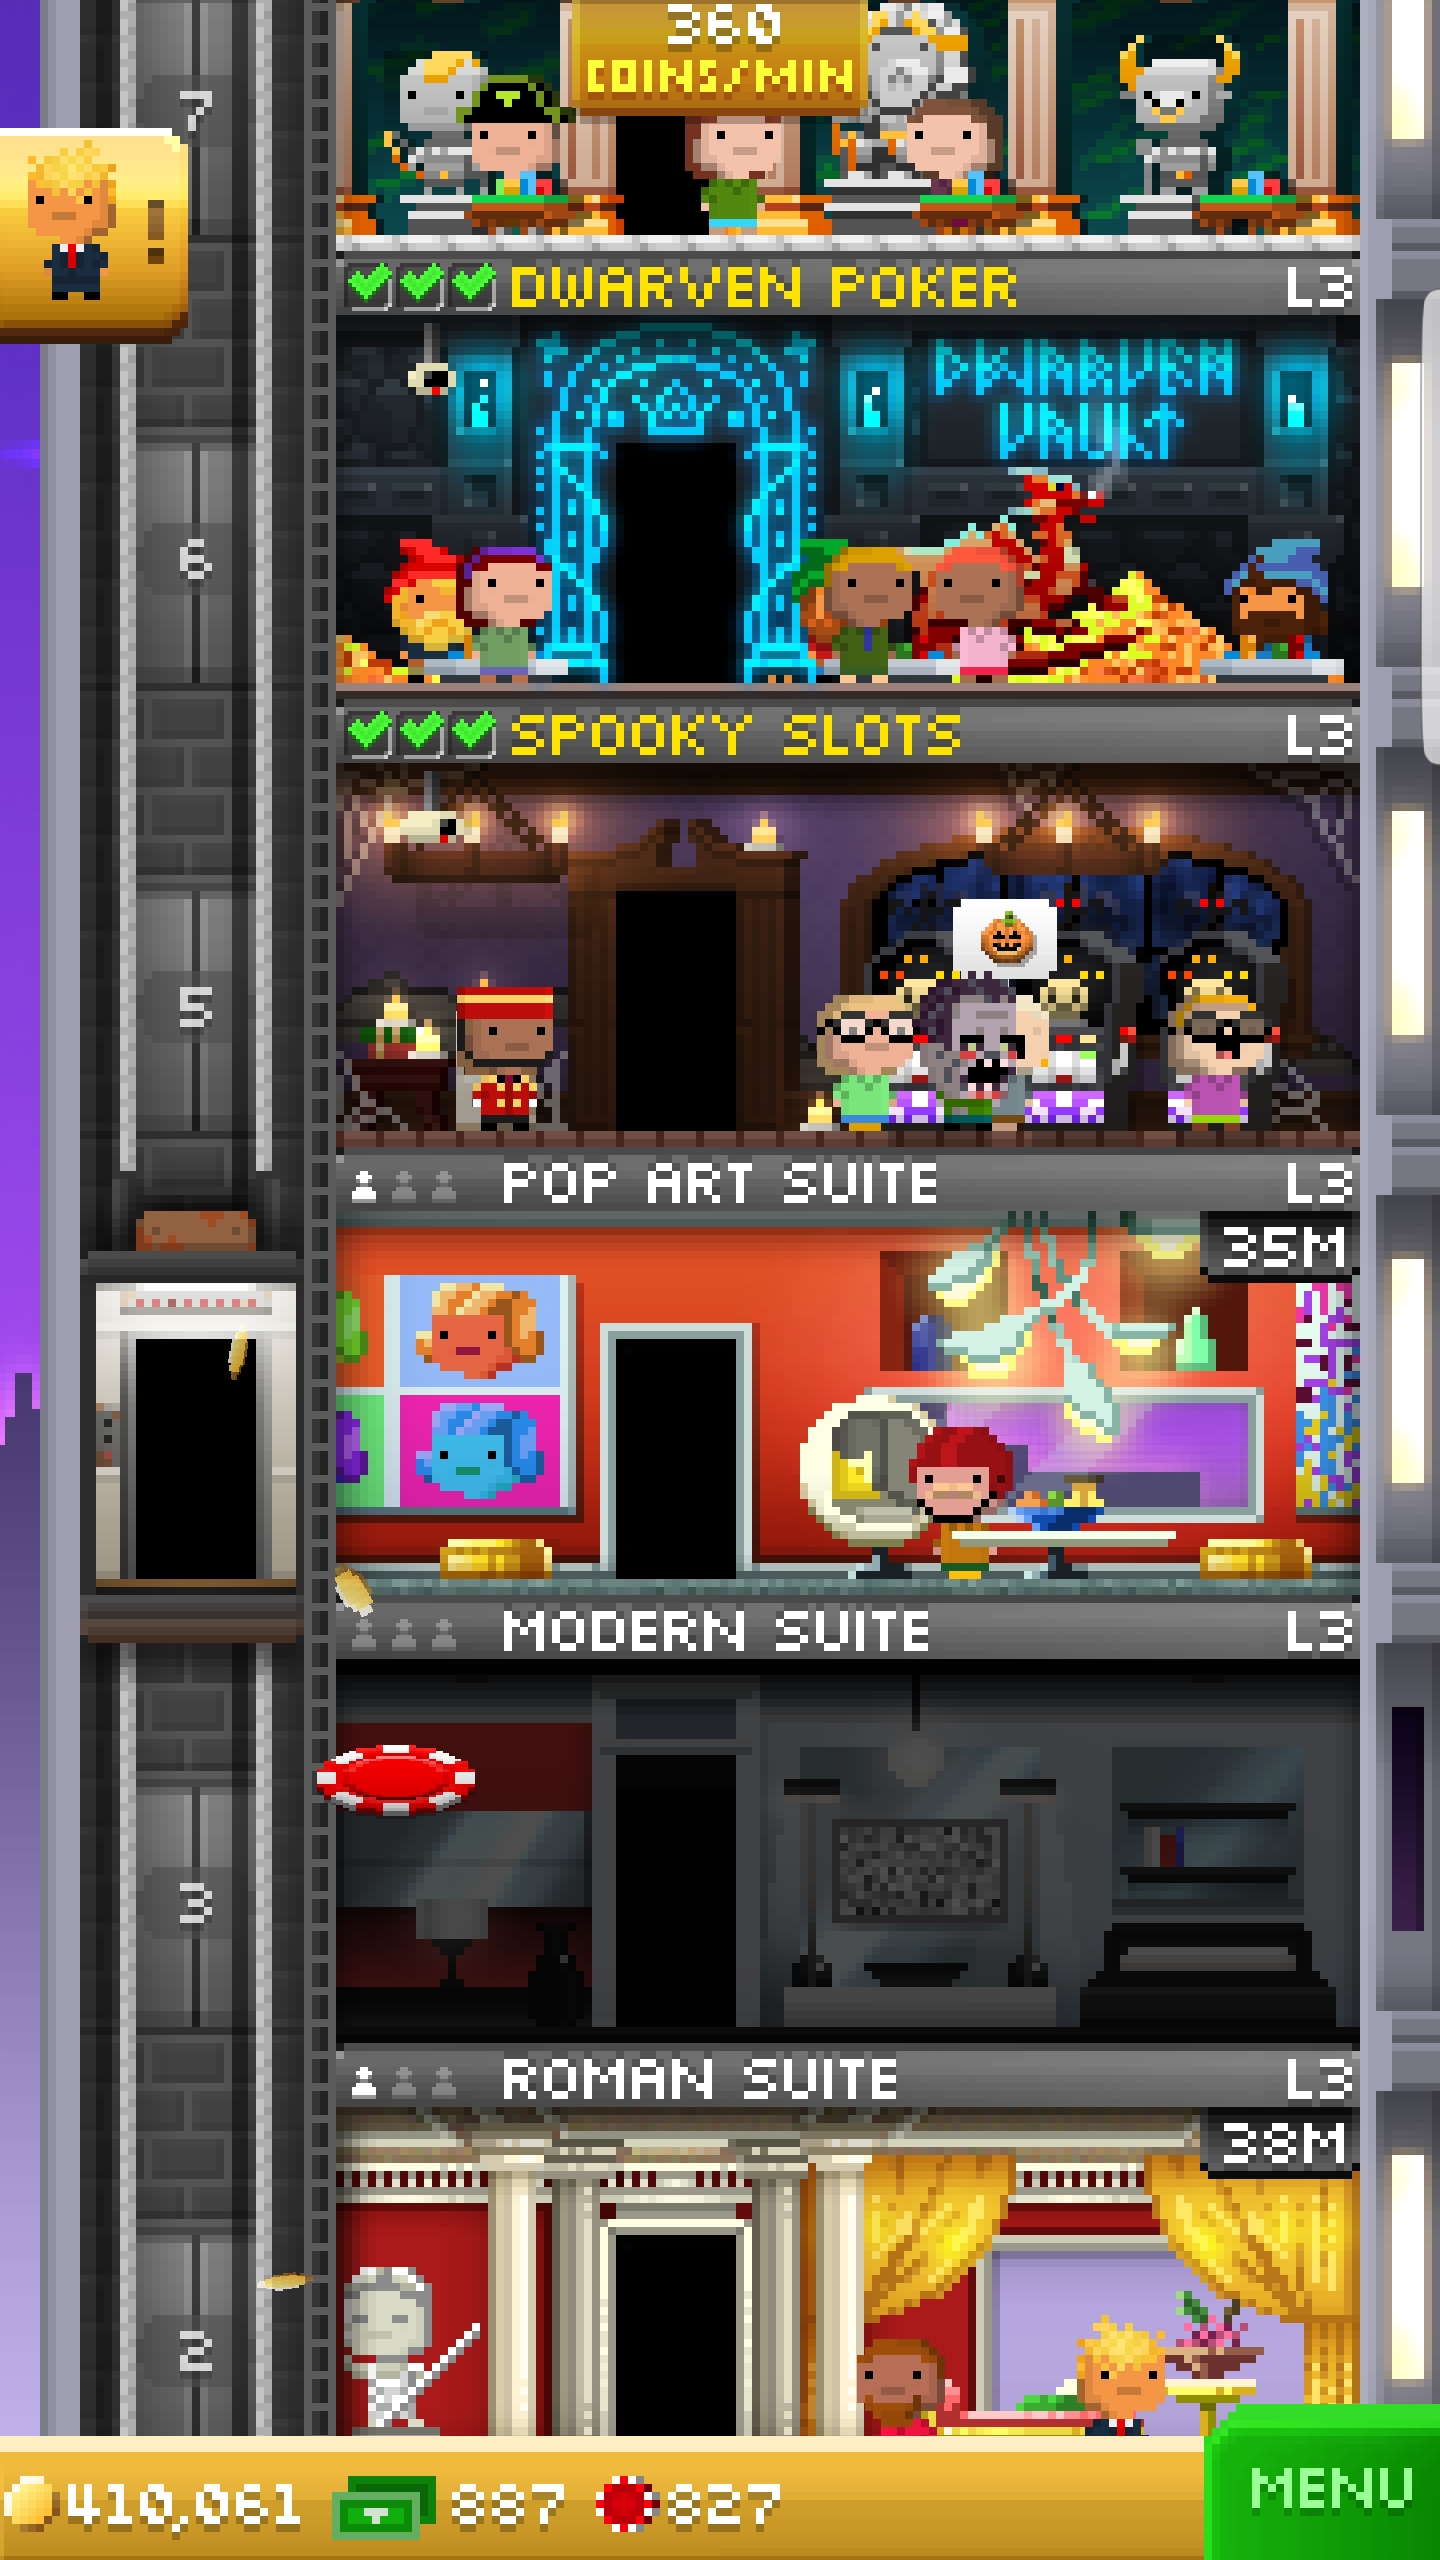 360
COINS/MIN
7
!
DWARVEN POKER L3
DWARVEN
VAULT
6
SPOOKY SLOTS L3
5
POP ART SUITE L3
35M
MODERN SUITE L3
3
ROMAN SUITE L3
38M
2
410,061 887 827
MENU